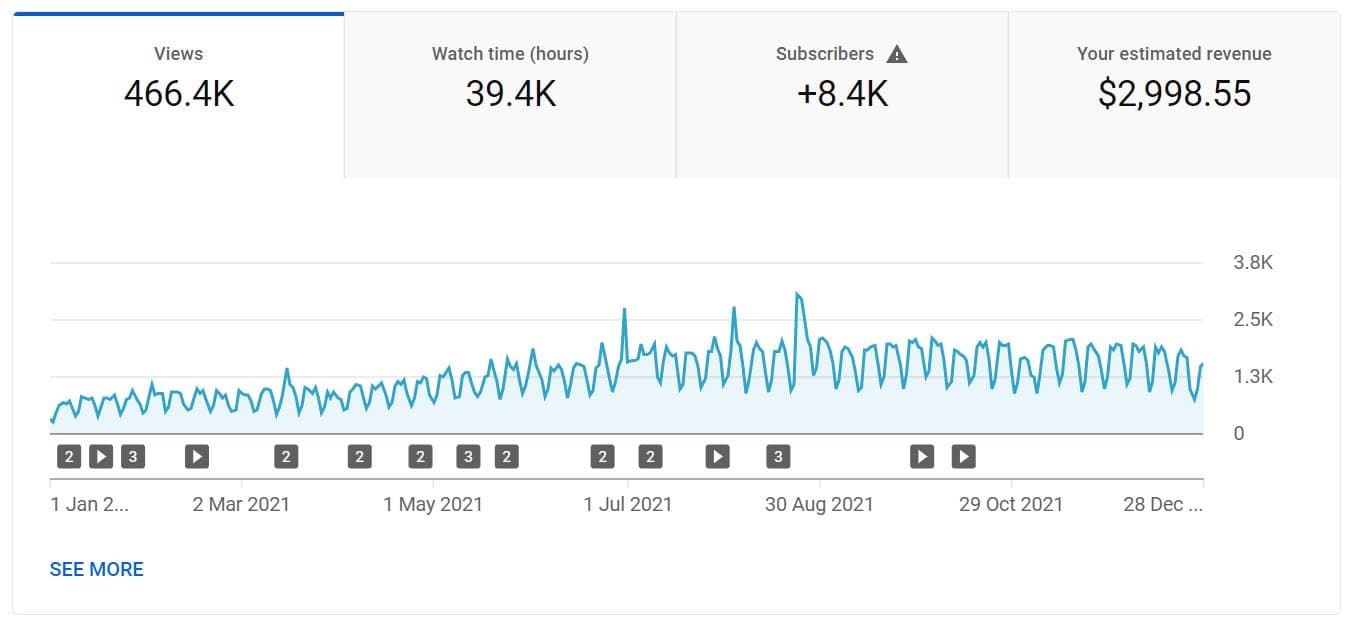 Views
466.4K
Watch time (hours)
39.4K
Subscribers
+8.4K
Your estimated revenue
$2,998.55
3.8K
2.5K
1.3K
0
2 3 2 2 2 3 2 2 2 3
1 Jan 2... 2 Mar 2021 1 May 2021 1 Jul 2021 30 Aug 2021 29 Oct 2021 28 Dec ...
SEE MORE